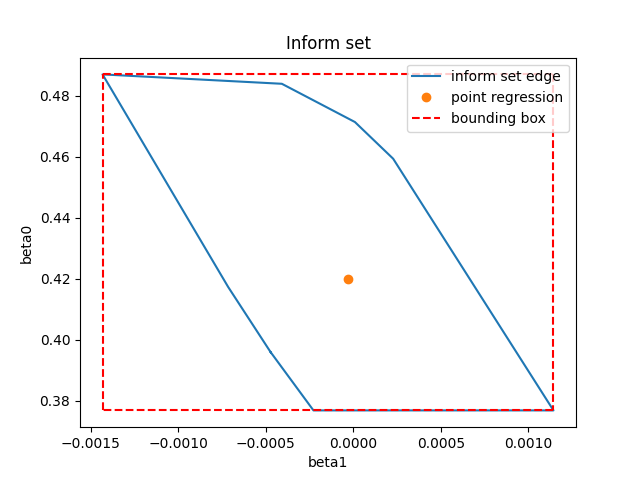 Inform set
inform set edge
point regression
bounding box
0.48
0.46
0.44
0.42
0.40
0.38
beta0
−0.0015
−0.0010
−0.0005
0.0000
0.0005
0.0010
beta1